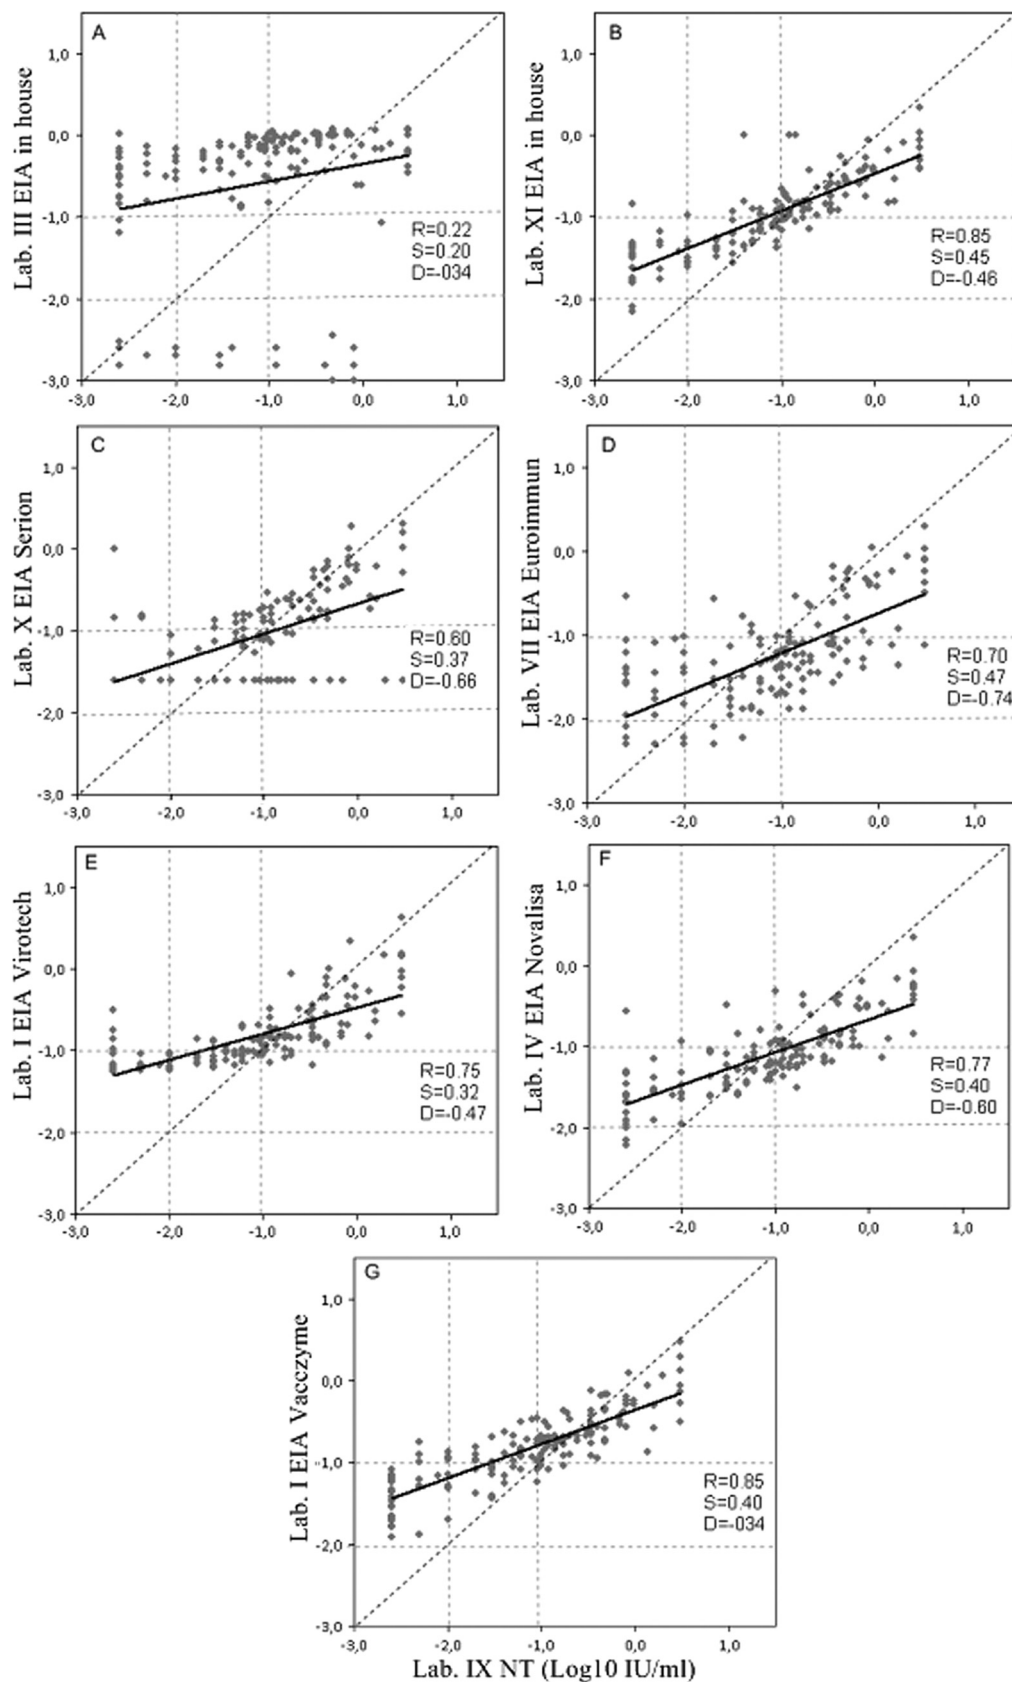 A
Lab. III EIA in house
1,0
0,0
-1,0
-2,0
-3,0
R=0.22
S=0.20
D=-034
-3,0 -2,0 -1,0 0,0 1,0
B
Lab. XI EIA in house
1,0
0,0
-1,0
-2,0
-3,0
R=0.85
S=0.45
D=-0.46
-3,0 -2,0 -1,0 0,0 1,0
C
Lab. X EIA Serion
1,0
0,0
-1,0
-2,0
-3,0
R=0.60
S=0.37
D=-0.66
-3,0 -2,0 -1,0 0,0 1,0
D
Lab. VII EIA Euroimmun
1,0
0,0
-1,0
-2,0
-3,0
R=0.70
S=0.47
D=-0.74
-3,0 -2,0 -1,0 0,0 1,0
E
Lab. I EIA Virotech
1,0
0,0
-1,0
-2,0
-3,0
R=0.75
S=0.32
D=-0.47
-3,0 -2,0 -1,0 0,0 1,0
F
Lab. IV EIA Novalisa
1,0
0,0
-1,0
-2,0
-3,0
R=0.77
S=0.40
D=-0.60
-3,0 -2,0 -1,0 0,0 1,0
G
Lab. I EIA Vacczyme
1,0
0,0
-1,0
-2,0
-3,0
R=0.85
S=0.40
D=-034
-3,0 -2,0 -1,0 0,0 1,0
Lab. IX NT (Log10 IU/ml)